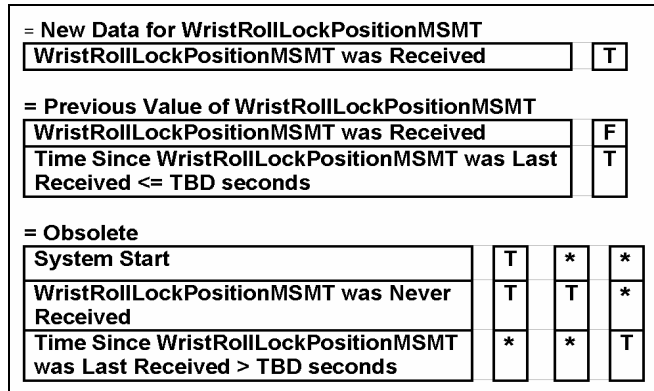 = New Data for WristRollLockPositionMSMT
WristRollLockPositionMSMT was Received T
= Previous Value of WristRollLockPositionMSMT
WristRollLockPositionMSMT was Received F
Time Since WristRollLockPositionMSMT was Last T
Received <= TBD seconds
= Obsolete
System Start T * *
WristRollLockPositionMSMT was Never T T *
Received
Time Since WristRollLockPositionMSMT * * T
was Last Received > TBD seconds